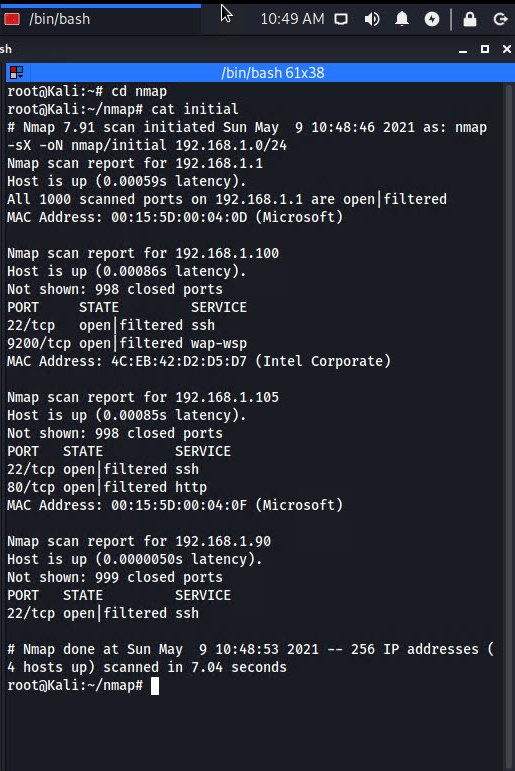 /bin/bash 10:49 AM
sh
/bin/bash 61x38
root@Kali:~# cd nmap
root@Kali:~/nmap# cat initial
# Nmap 7.91 scan initiated Sun May  9 10:48:46 2021 as: nmap
-sX -oN nmap/initial 192.168.1.0/24
Nmap scan report for 192.168.1.1
Host is up (0.00059s latency).
All 1000 scanned ports on 192.168.1.1 are open|filtered
MAC Address: 00:15:5D:00:04:0D (Microsoft)
Nmap scan report for 192.168.1.100
Host is up (0.00086s latency).
Not shown: 998 closed ports
PORT     STATE         SERVICE
22/tcp   open|filtered ssh
9200/tcp open|filtered wap-wsp
MAC Address: 4C:EB:42:D2:D5:D7 (Intel Corporate)
Nmap scan report for 192.168.1.105
Host is up (0.00085s latency).
Not shown: 998 closed ports
PORT   STATE         SERVICE
22/tcp open|filtered ssh
80/tcp open|filtered http
MAC Address: 00:15:5D:00:04:0F (Microsoft)
Nmap scan report for 192.168.1.90
Host is up (0.0000050s latency).
Not shown: 999 closed ports
PORT   STATE         SERVICE
22/tcp open|filtered ssh
# Nmap done at Sun May  9 10:48:53 2021 -- 256 IP addresses (
4 hosts up) scanned in 7.04 seconds
root@Kali:~/nmap#